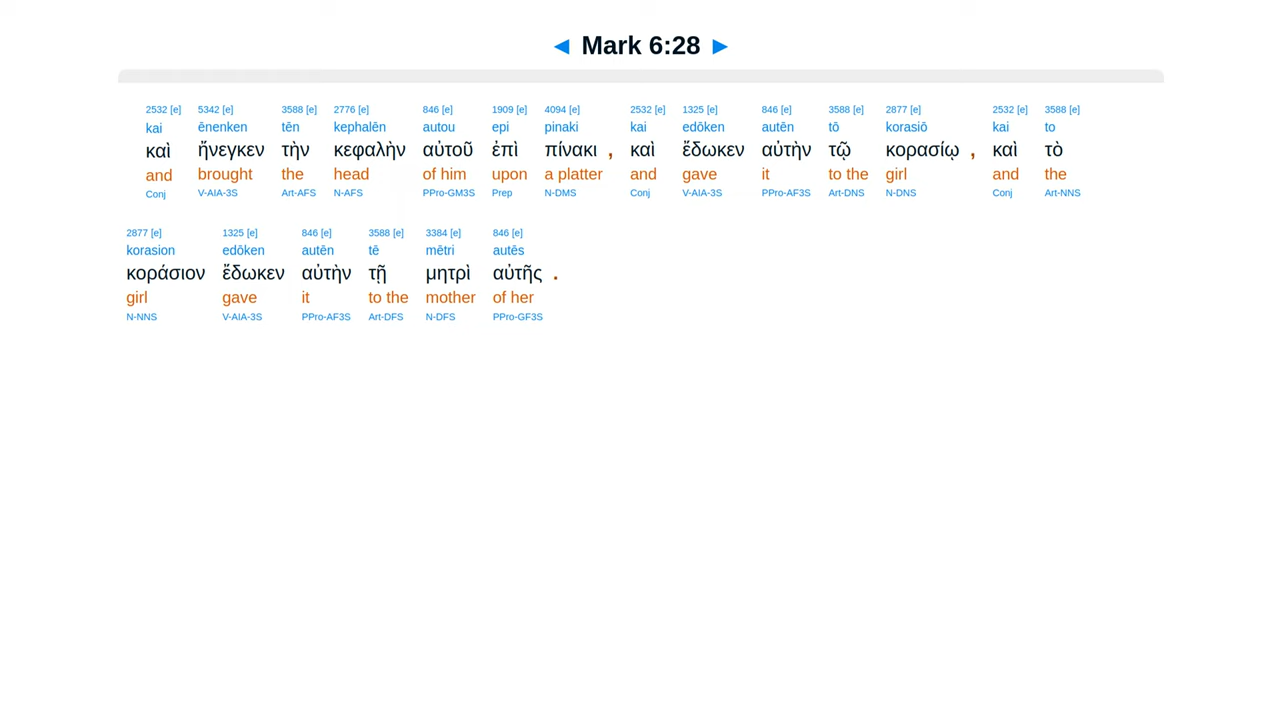 ◄ Mark 6:28 ►
2532 [e] 5342 [e] 3588 [e] 2776 [e] 846 [e] 1909 [e] 4094 [e] 2532 [e] 1325 [e] 846 [e] 3588 [e] 2877 [e] 2532 [e] 3588 [e]
kai ēnenken tēn kephalēn autou epi pinaki kai edōken autēn tō korasiō kai to
καὶ ἤνεγκεν τὴν κεφαλὴν αὐτοῦ ἐπὶ πίνακι , καὶ ἔδωκεν αὐτὴν τῷ κορασίῳ , καὶ τὸ
and brought the head of him upon a platter and gave it to the girl and the
Conj V-AIA-3S Art-AFS N-AFS PPro-GM3S Prep N-DMS Conj V-AIA-3S PPro-AF3S Art-DNS N-DNS Conj Art-NNS
2877 [e] 1325 [e] 846 [e] 3588 [e] 3384 [e] 846 [e]
korasion edōken autēn tē mētri autēs
κοράσιον ἔδωκεν αὐτὴν τῇ μητρὶ αὐτῆς .
girl gave it to the mother of her
N-NNS V-AIA-3S PPro-AF3S Art-DFS N-DFS PPro-GF3S